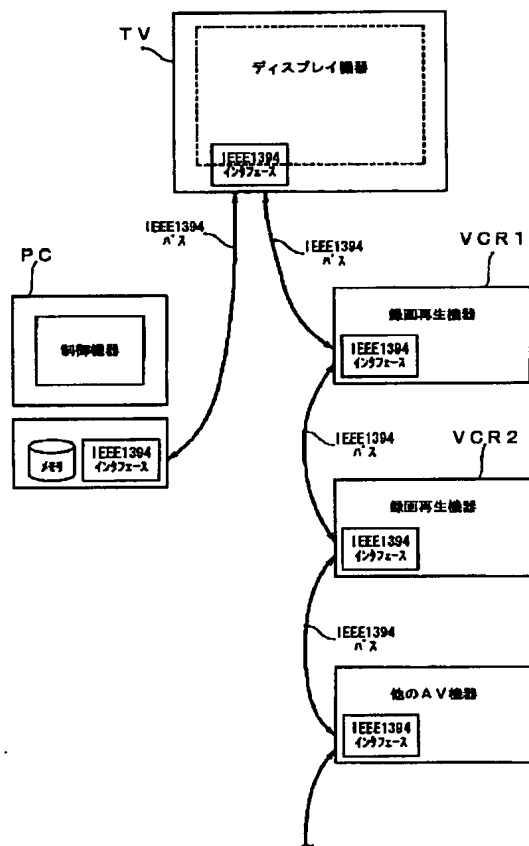 TV
ディスプレイ機器
IEEE1394
インタフェース
IEEE1394
バス
IEEE1394
バス
PC
制御機器
メモリ
IEEE1394
インタフェース
VCR1
録画再生機器
IEEE1394
インタフェース
IEEE1394
バス
VCR2
録画再生機器
IEEE1394
インタフェース
IEEE1394
バス
他のAV機器
IEEE1394
インタフェース